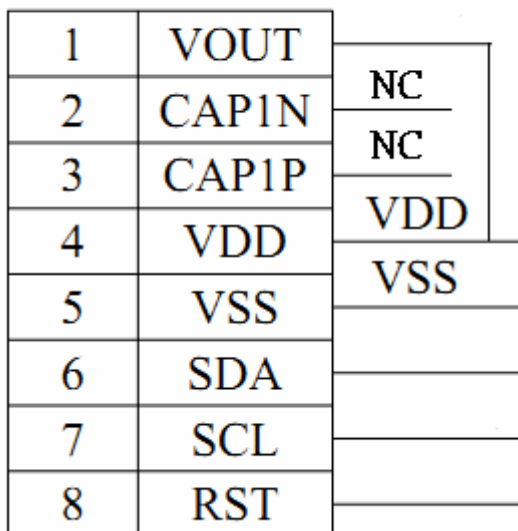 1 VOUT
NC
2 CAP1N
NC
3 CAP1P
VDD
4 VDD
VSS
5 VSS
6 SDA
7 SCL
8 RST